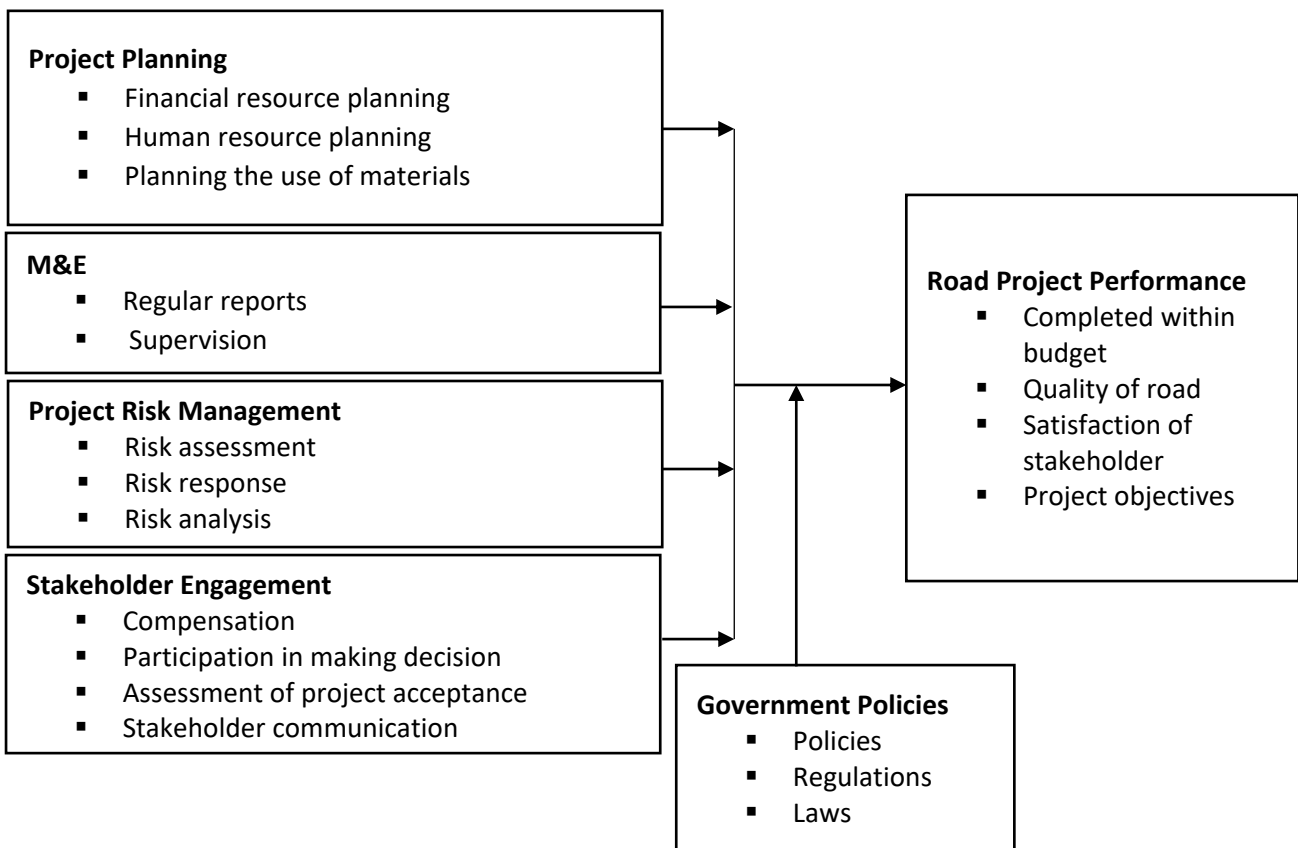 Project Planning
▪ Financial resource planning
▪ Human resource planning
▪ Planning the use of materials
M&E
▪ Regular reports
▪ Supervision
Project Risk Management
▪ Risk assessment
▪ Risk response
▪ Risk analysis
Stakeholder Engagement
▪ Compensation
▪ Participation in making decision
▪ Assessment of project acceptance
▪ Stakeholder communication
Road Project Performance
▪ Completed within
budget
▪ Quality of road
▪ Satisfaction of
stakeholder
▪ Project objectives
Government Policies
▪ Policies
▪ Regulations
▪ Laws